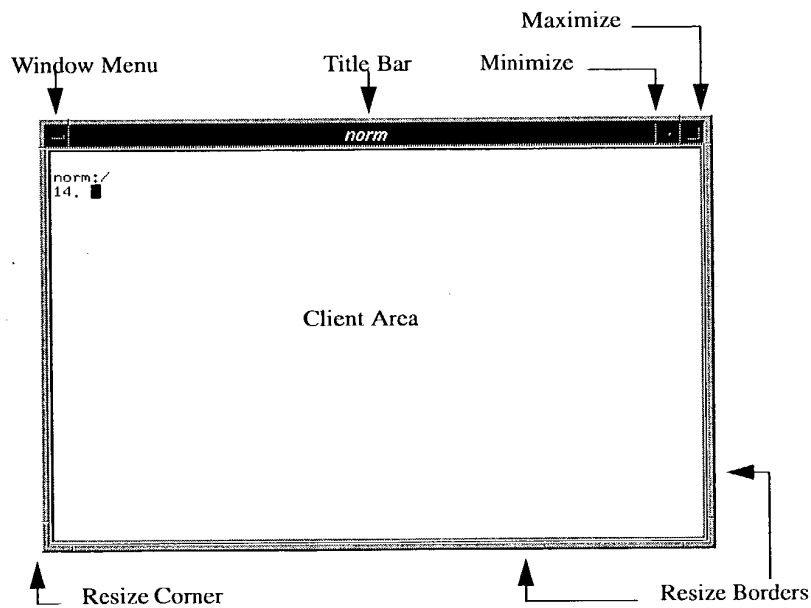 Maximize
Window Menu
Title Bar
Minimize
norm
norm:/
14.
Client Area
Resize Corner
Resize Borders